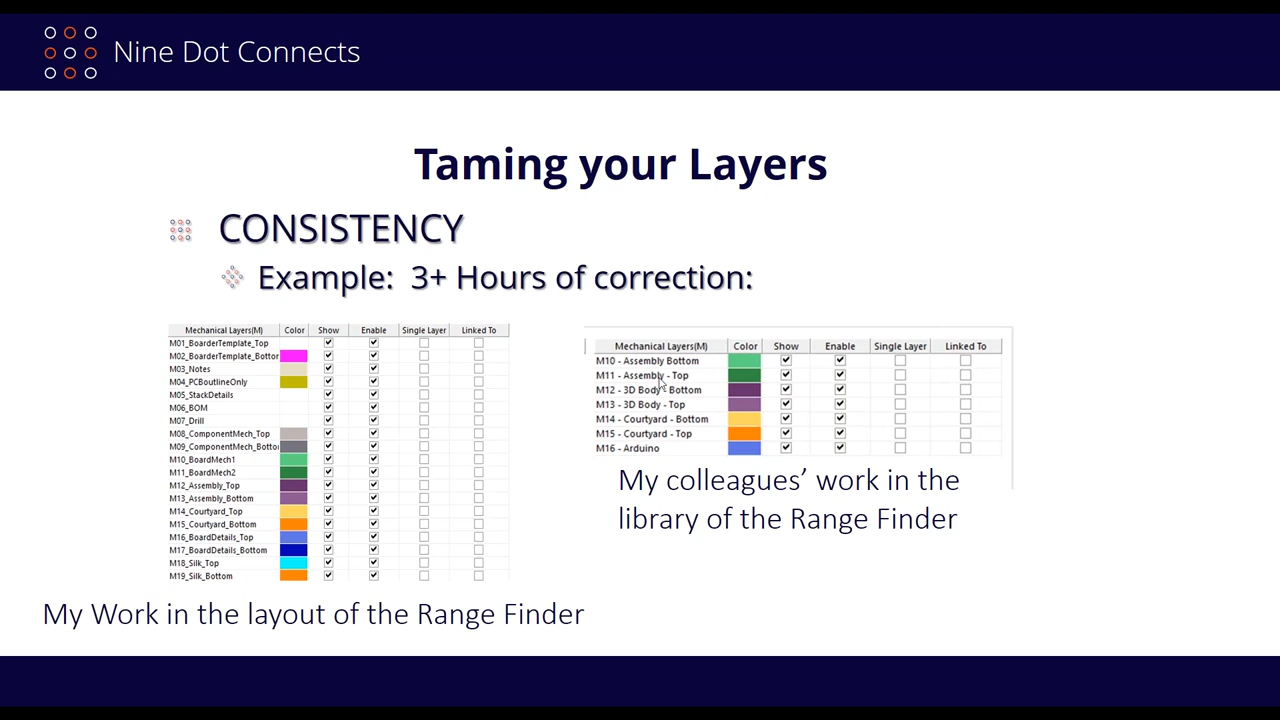 Nine Dot Connects
Taming your Layers
CONSISTENCY
Example: 3+ Hours of correction:
Mechanical Layers(M) Color Show Enable Single Layer Linked To
M01_BoarderTemplate_Top
M02_BoarderTemplate_Bottor
M03_Notes
M04_PCBoutlineOnly
M05_StackDetails
M06_BOM
M07_Drill
M08_ComponentMech_Top
M09_ComponentMech_Botto
M10_BoardMech1
M11_BoardMech2
M12_Assembly_Top
M13_Assembly_Bottom
M14_Courtyard_Top
M15_Courtyard_Bottom
M16_BoardDetails_Top
M17_BoardDetails_Bottom
M18_Silk_Top
M19_Silk_Bottom
My Work in the layout of the Range Finder
Mechanical Layers(M) Color Show Enable Single Layer Linked To
M10 - Assembly Bottom
M11 - Assembly - Top
M12 - 3D Body - Bottom
M13 - 3D Body - Top
M14 - Courtyard - Bottom
M15 - Courtyard - Top
M16 - Arduino
My colleagues’ work in the
library of the Range Finder